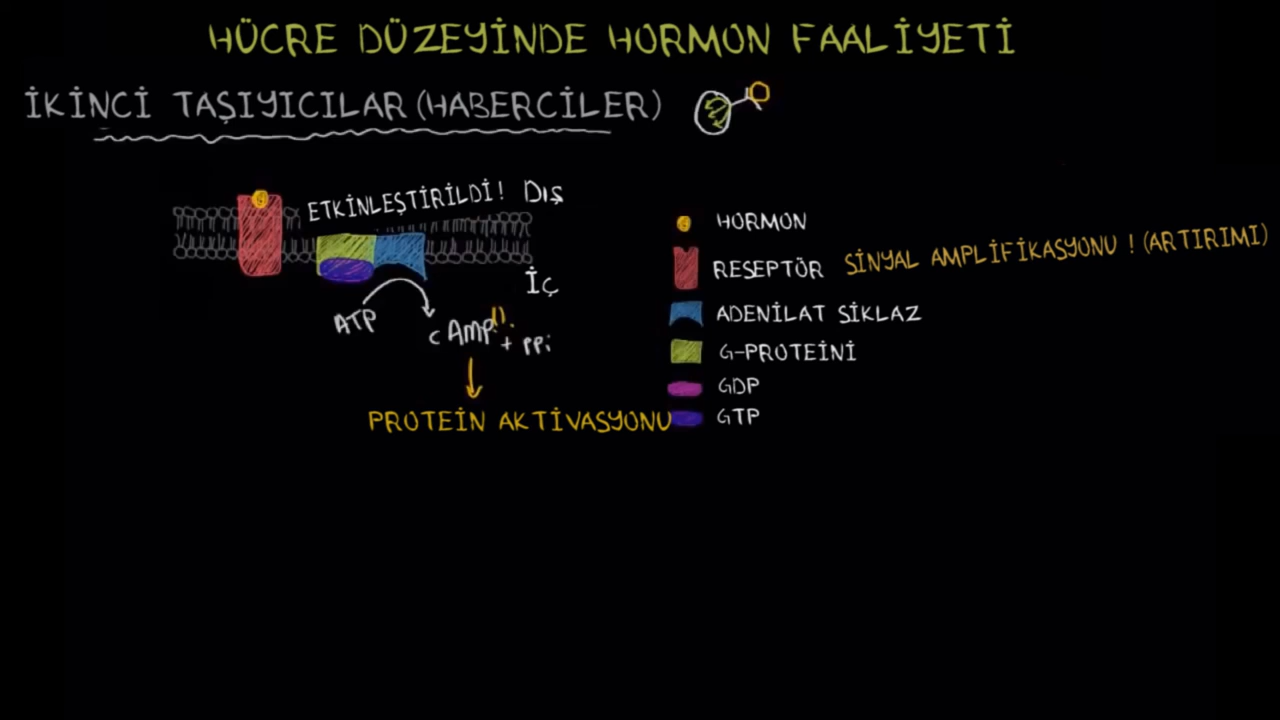 HÜCRE DÜZEYİNDE HORMON FAALİYETİ
İKİNCİ TAŞIYICILAR (HABERCİLER)
ETKİNLEŞTİRİLDİ! DIŞ
İÇ
ATP
cAMP!!
+ PPi
PROTEİN AKTİVASYONU
HORMON
RESEPTÖR SİNYAL AMPLİFİKASYONU ! (ARTIRIMI)
ADENİLAT SİKLAZ
G-PROTEİNİ
GDP
GTP